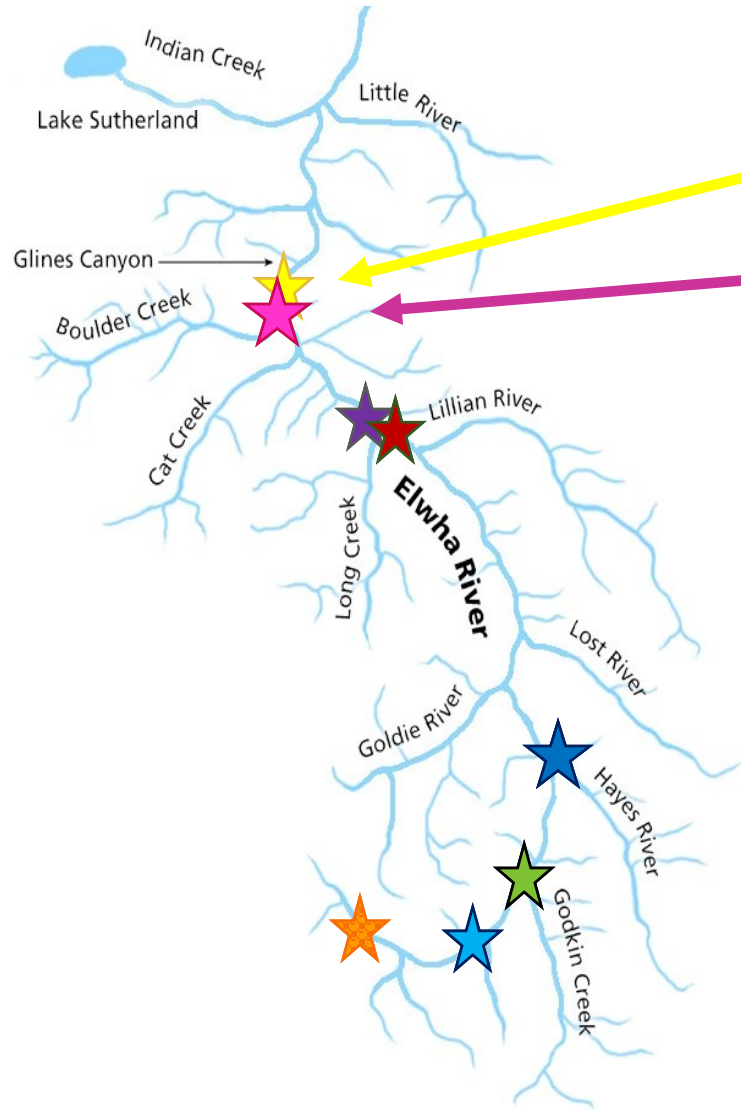 Indian Creek
Little River
Lake Sutherland
Glines Canyon
Boulder Creek
Lillian River
Cat Creek
Elwha River
Long Creek
Lost River
Goldie River
Hayes River
Godkin Creek